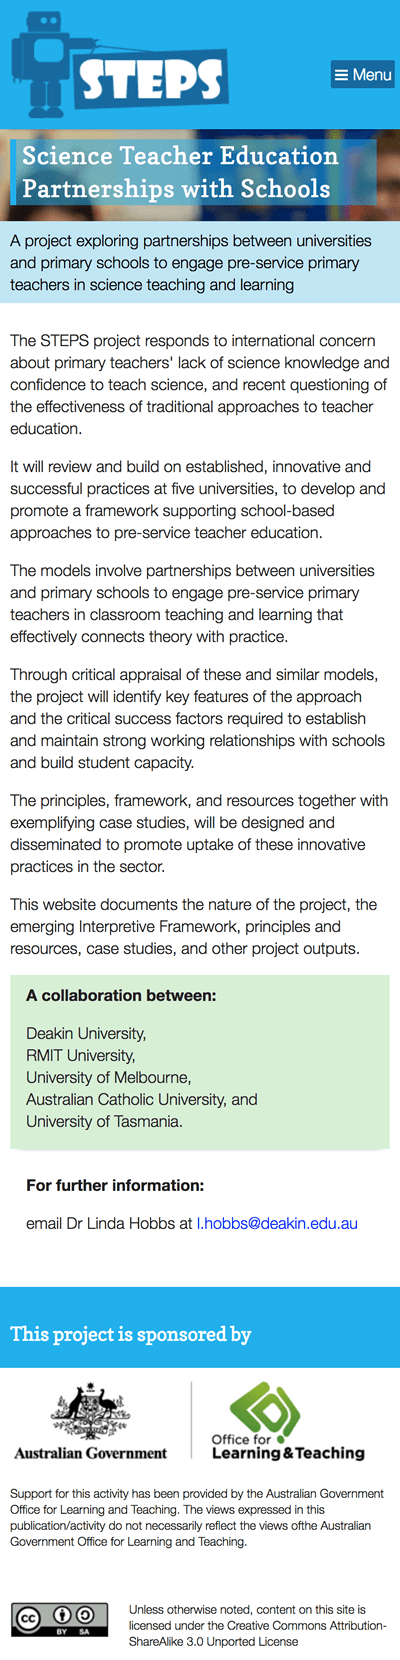 STEPS
Menu
Science Teacher Education
Partnerships with Schools
A project exploring partnerships between universities
and primary schools to engage pre-service primary
teachers in science teaching and learning
The STEPS project responds to international concern
about primary teachers' lack of science knowledge and
confidence to teach science, and recent questioning of
the effectiveness of traditional approaches to teacher
education.
It will review and build on established, innovative and
successful practices at five universities, to develop and
promote a framework supporting school-based
approaches to pre-service teacher education.
The models involve partnerships between universities
and primary schools to engage pre-service primary
teachers in classroom teaching and learning that
effectively connects theory with practice.
Through critical appraisal of these and similar models,
the project will identify key features of the approach
and the critical success factors required to establish
and maintain strong working relationships with schools
and build student capacity.
The principles, framework, and resources together with
exemplifying case studies, will be designed and
disseminated to promote uptake of these innovative
practices in the sector.
This website documents the nature of the project, the
emerging Interpretive Framework, principles and
resources, case studies, and other project outputs.
A collaboration between:
Deakin University,
RMIT University,
University of Melbourne,
Australian Catholic University, and
University of Tasmania.
For further information:
email Dr Linda Hobbs at l.hobbs@deakin.edu.au
This project is sponsored by
Australian Government
Office for
Learning & Teaching
Support for this activity has been provided by the Australian Government
Office for Learning and Teaching. The views expressed in this
publication/activity do not necessarily reflect the views ofthe Australian
Government Office for Learning and Teaching.
cc BY SA
Unless otherwise noted, content on this site is
licensed under the Creative Commons Attribution-
ShareAlike 3.0 Unported License